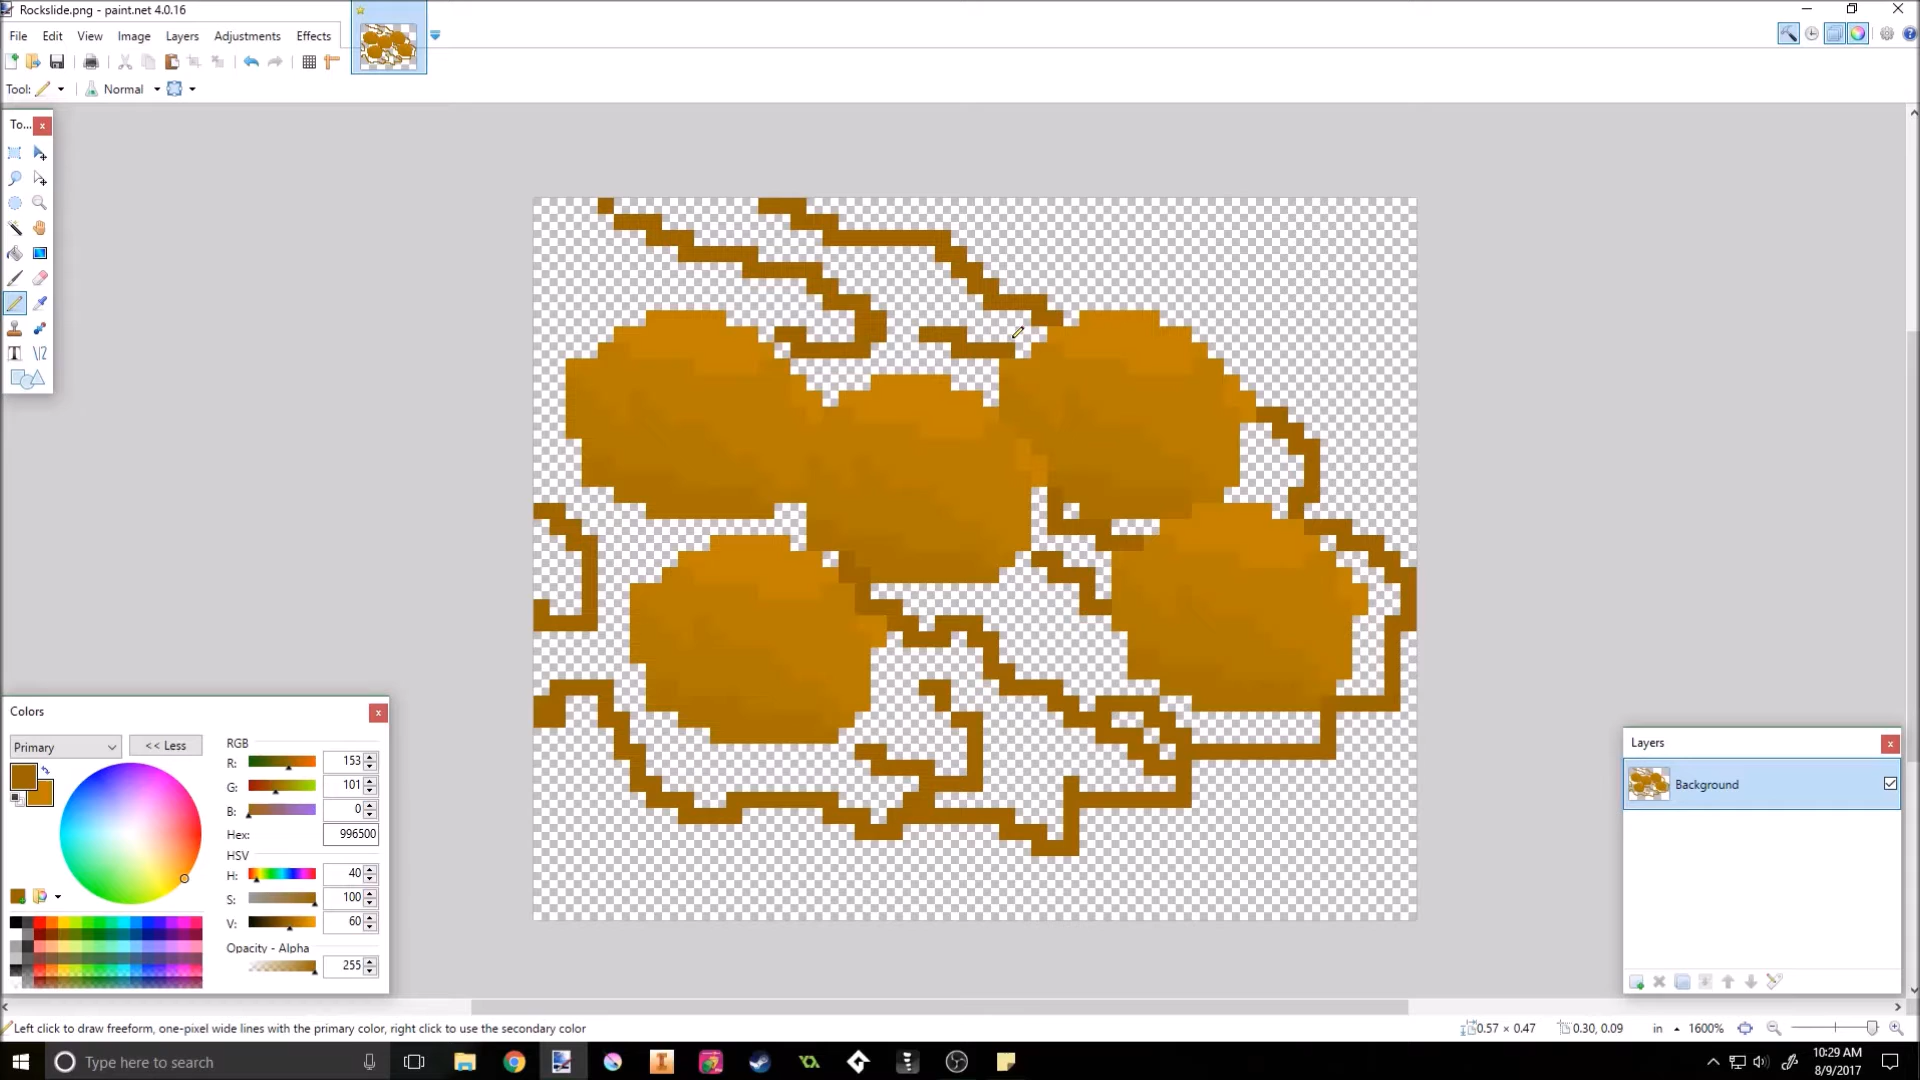 Rockslide.png - paint.net 4.0.16
File Edit View Image Layers Adjustments Effects
Tool: Normal
To...
Colors
Primary
<< Less
RGB
R: 153
G: 101
B: 0
Hex: 996500
HSV
H: 40
S: 100
V: 60
Opacity - Alpha
255
Layers
Background
Left click to draw freeform, one-pixel wide lines with the primary color, right click to use the secondary color
0.57 × 0.47
0.30, 0.09
in
1600%
Type here to search
10:29 AM
8/9/2017